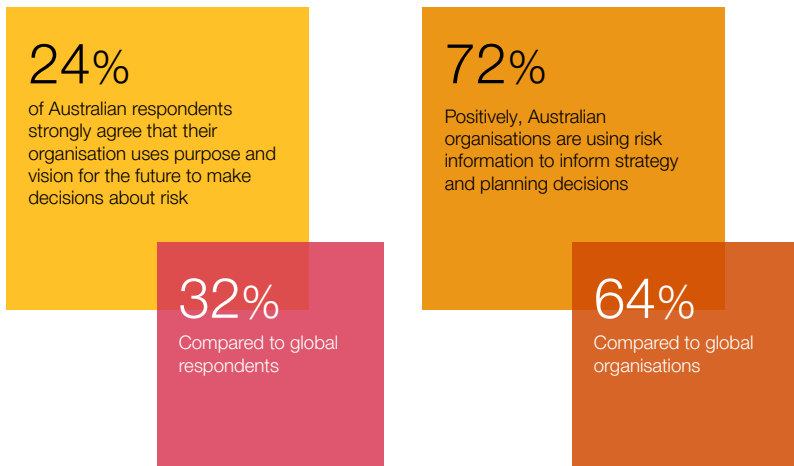 24%
of Australian respondents
strongly agree that their
organisation uses purpose and
vision for the future to make
decisions about risk
32%
Compared to global
respondents
72%
Positively, Australian
organisations are using risk
information to inform strategy
and planning decisions
64%
Compared to global
organisations